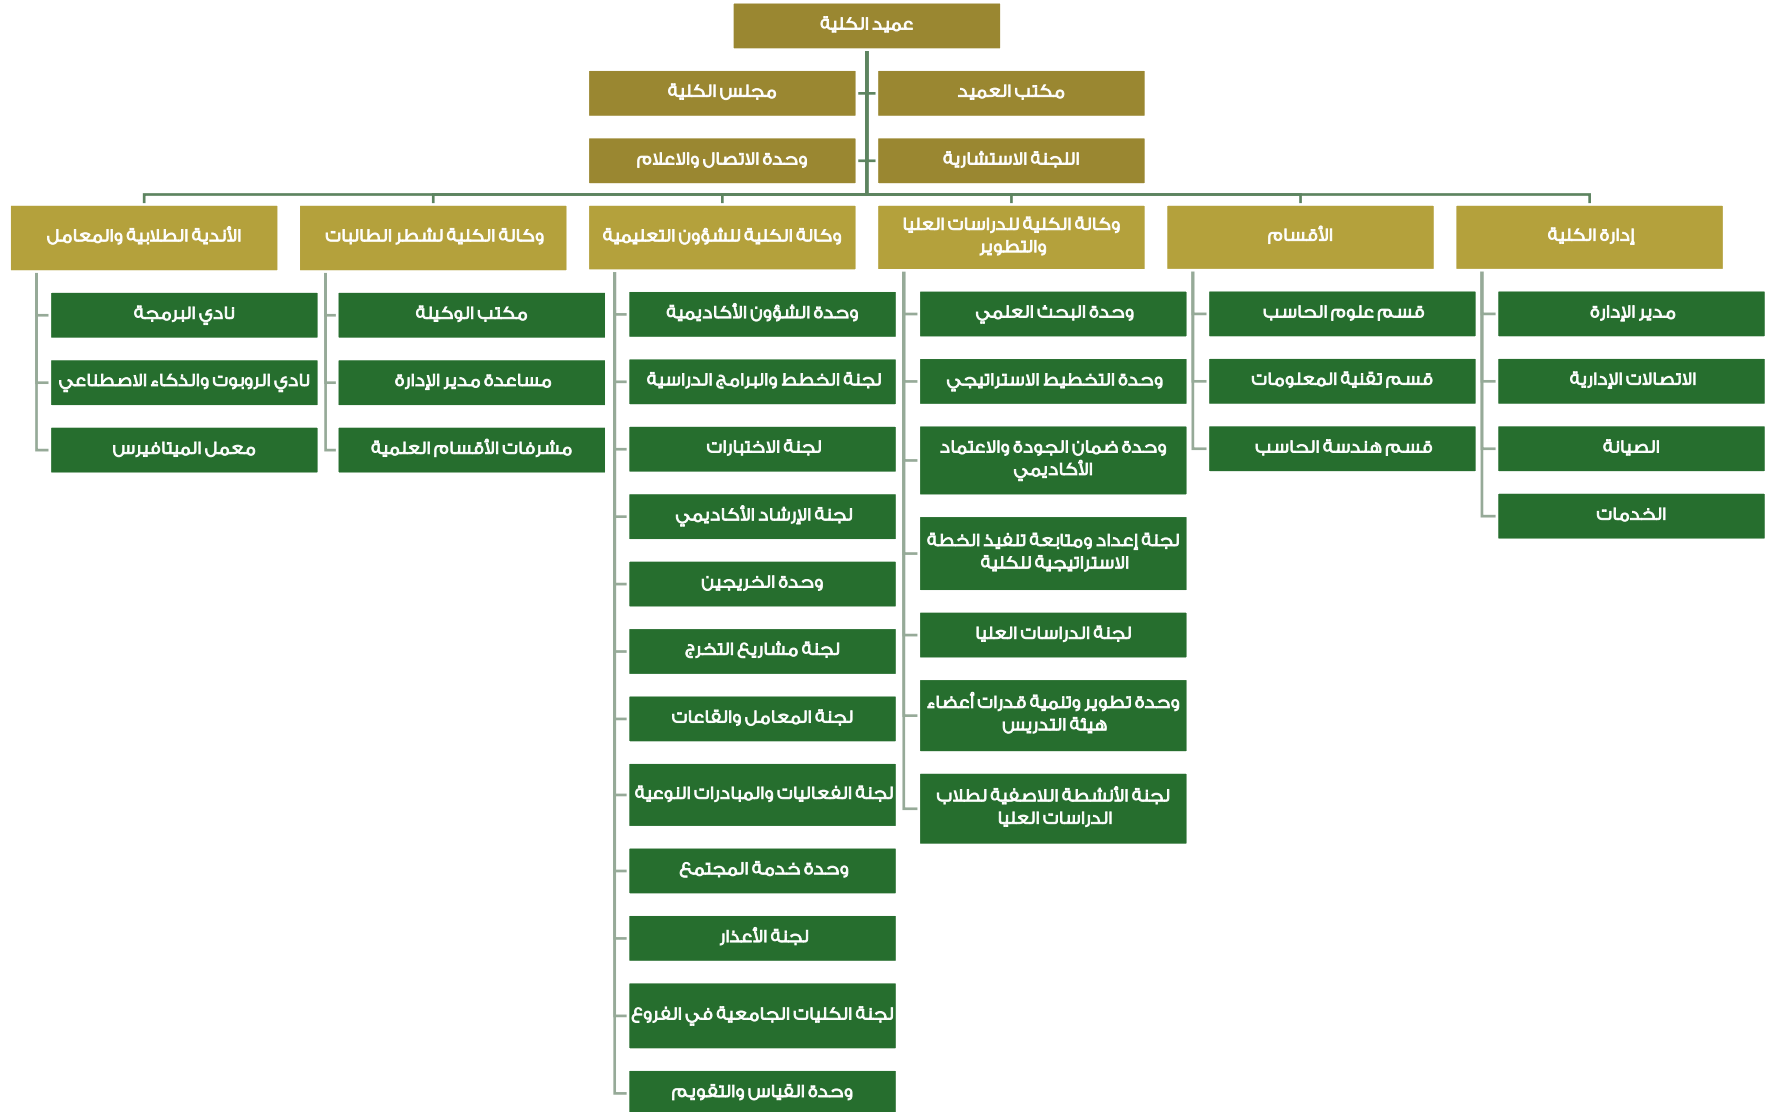 عميد الكلية
مكتب العميد
مجلس الكلية
اللجنة الاستشارية
وحدة الاتصال والاعلام
إدارة الكلية
مدير الإدارة
الاتصالات الإدارية
الصيانة
الخدمات
الأقسام
قسم علوم الحاسب
قسم تقنية المعلومات
قسم هندسة الحاسب
وكالة الكلية للدراسات العليا
والتطوير
وحدة البحث العلمي
وحدة التخطيط الاستراتيجي
وحدة ضمان الجودة والاعتماد
الأكاديمي
لجنة إعداد ومتابعة تنفيذ الخطة
الاستراتيجية للكلية
لجنة الدراسات العليا
وحدة تطوير وتنمية قدرات أعضاء
هيئة التدريس
لجنة الأنشطة اللاصفية لطلاب
الدراسات العليا
وكالة الكلية للشؤون التعليمية
وحدة الشؤون الأكاديمية
لجنة الخطط والبرامج الدراسية
لجنة الاختبارات
لجنة الإرشاد الأكاديمي
وحدة الخريجين
لجنة مشاريع التخرج
لجنة المعامل والقاعات
لجنة الفعاليات والمبادرات النوعية
وحدة خدمة المجتمع
لجنة الأعذار
لجنة الكليات الجامعية في الفروع
وحدة القياس والتقويم
وكالة الكلية لشطر الطالبات
مكتب الوكيلة
مساعدة مدير الإدارة
مشرفات الأقسام العلمية
الأندية الطلابية والمعامل
نادي البرمجة
نادي الروبوت والذكاء الاصطناعي
معمل الميتافيرس